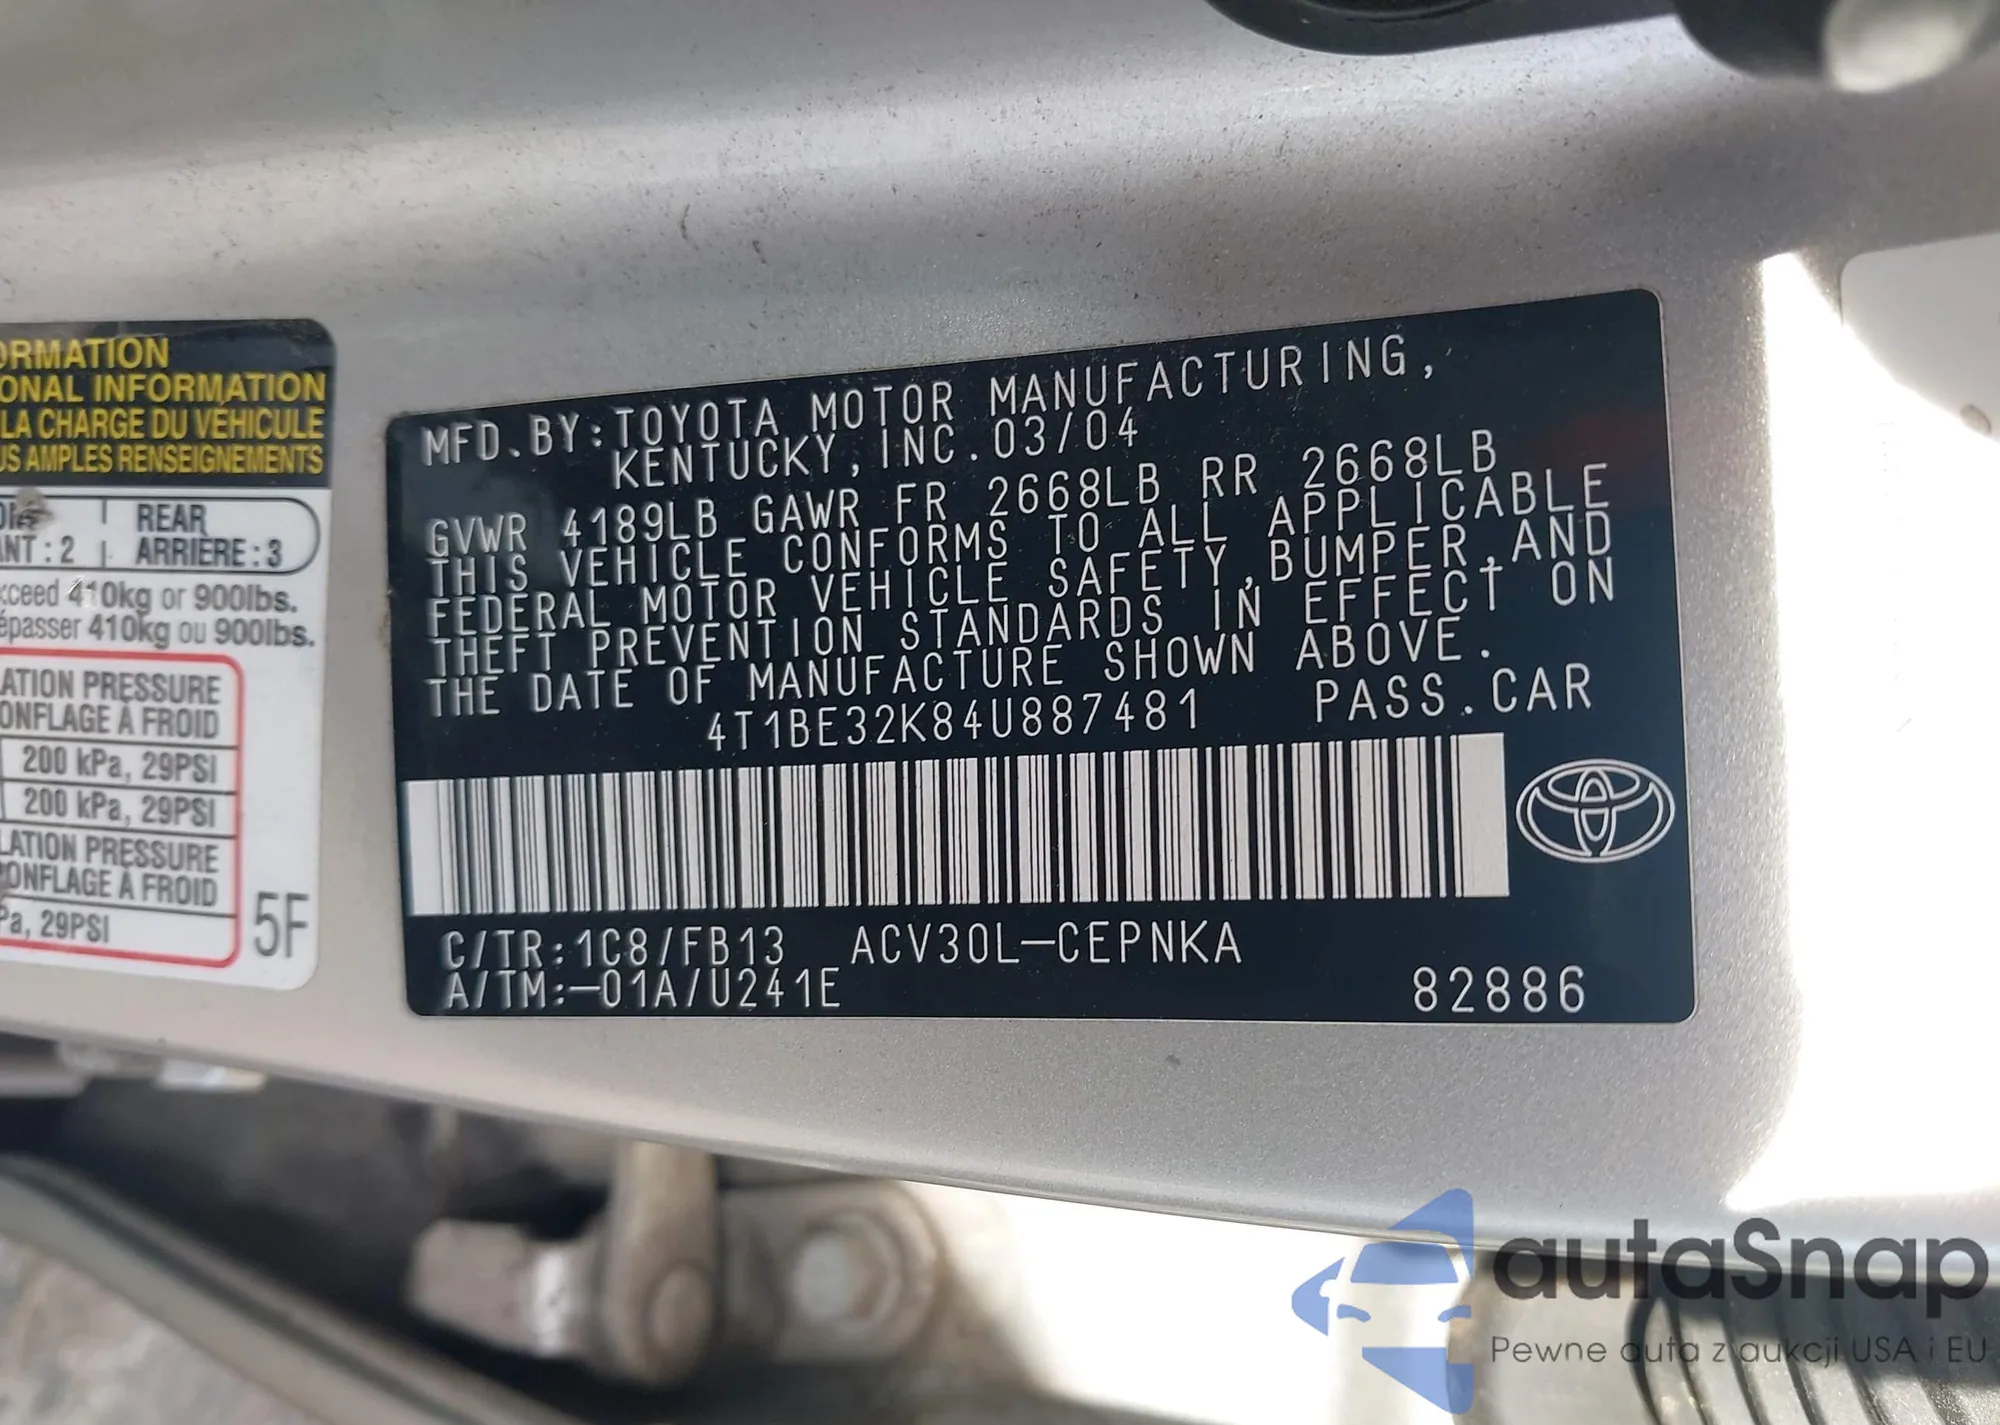 ORMATION
ONAL INFORMATION
LA CHARGE DU VÉHICULE
US AMPLES RENSEIGNEMENTS
REAR
ANT : 2
ARRIÈRE : 3
xceed 410kg or 900lbs.
épasser 410kg ou 900lbs.
ATION PRESSURE
ONFLAGE À FROID
200 kPa, 29PSI
200 kPa, 29PSI
LATION PRESSURE
ONFLAGE À FROID
Pa, 29PSI
5F
MFD.BY:TOYOTA MOTOR MANUFACTURING,
KENTUCKY,INC.03/04
GVWR 4189LB GAWR FR 2668LB RR 2668LB
THIS VEHICLE CONFORMS TO ALL APPLICABLE
FEDERAL MOTOR VEHICLE SAFETY,BUMPER,AND
THEFT PREVENTION STANDARDS IN EFFECT ON
THE DATE OF MANUFACTURE SHOWN ABOVE.
4T1BE32K84U887481 PASS.CAR
C/TR:1C8/FB13 ACV30L-CEPNKA
A/TM:-01A/U241E
82886
autaSnap
Pewne auta z aukcji USA i EU